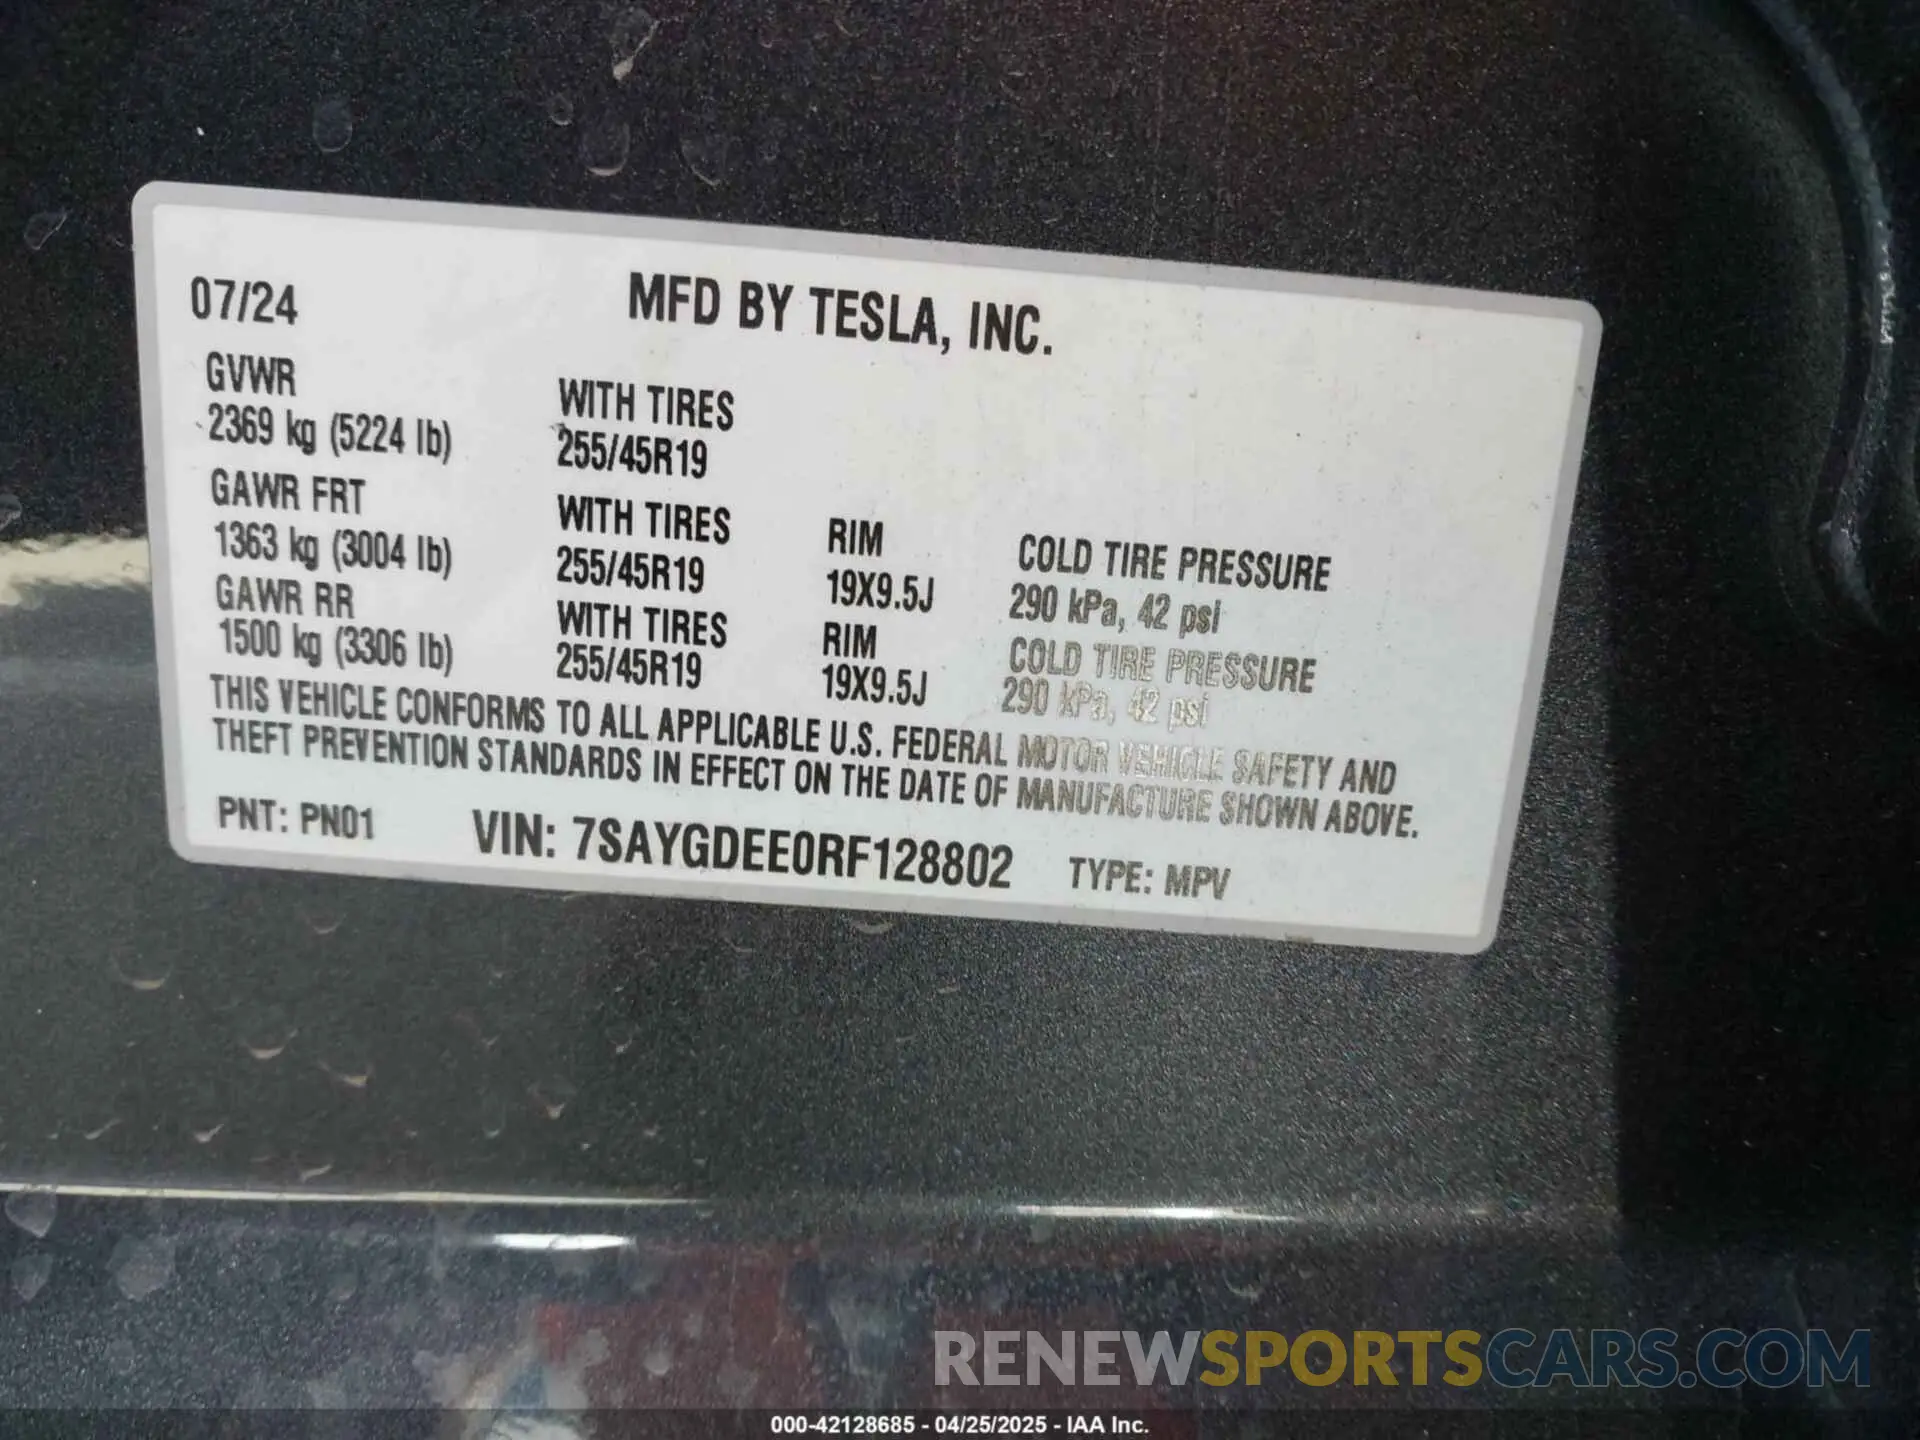 07/24 MFD BY TESLA, INC.
GVWR WITH TIRES
2369 kg (5224 lb) 255/45R19
GAWR FRT WITH TIRES RIM COLD TIRE PRESSURE
1363 kg (3004 lb) 255/45R19 19X9.5J 290 kPa, 42 psi
GAWR RR WITH TIRES RIM COLD TIRE PRESSURE
1500 kg (3306 lb) 255/45R19 19X9.5J 290 kPa, 42 psi
THIS VEHICLE CONFORMS TO ALL APPLICABLE U.S. FEDERAL MOTOR VEHICLE SAFETY AND
THEFT PREVENTION STANDARDS IN EFFECT ON THE DATE OF MANUFACTURE SHOWN ABOVE.
PNT: PN01 VIN: 7SAYGDEE0RF128802 TYPE: MPV
RENEWSPORTSCARS.COM
000-42128685 - 04/25/2025 - IAA Inc.